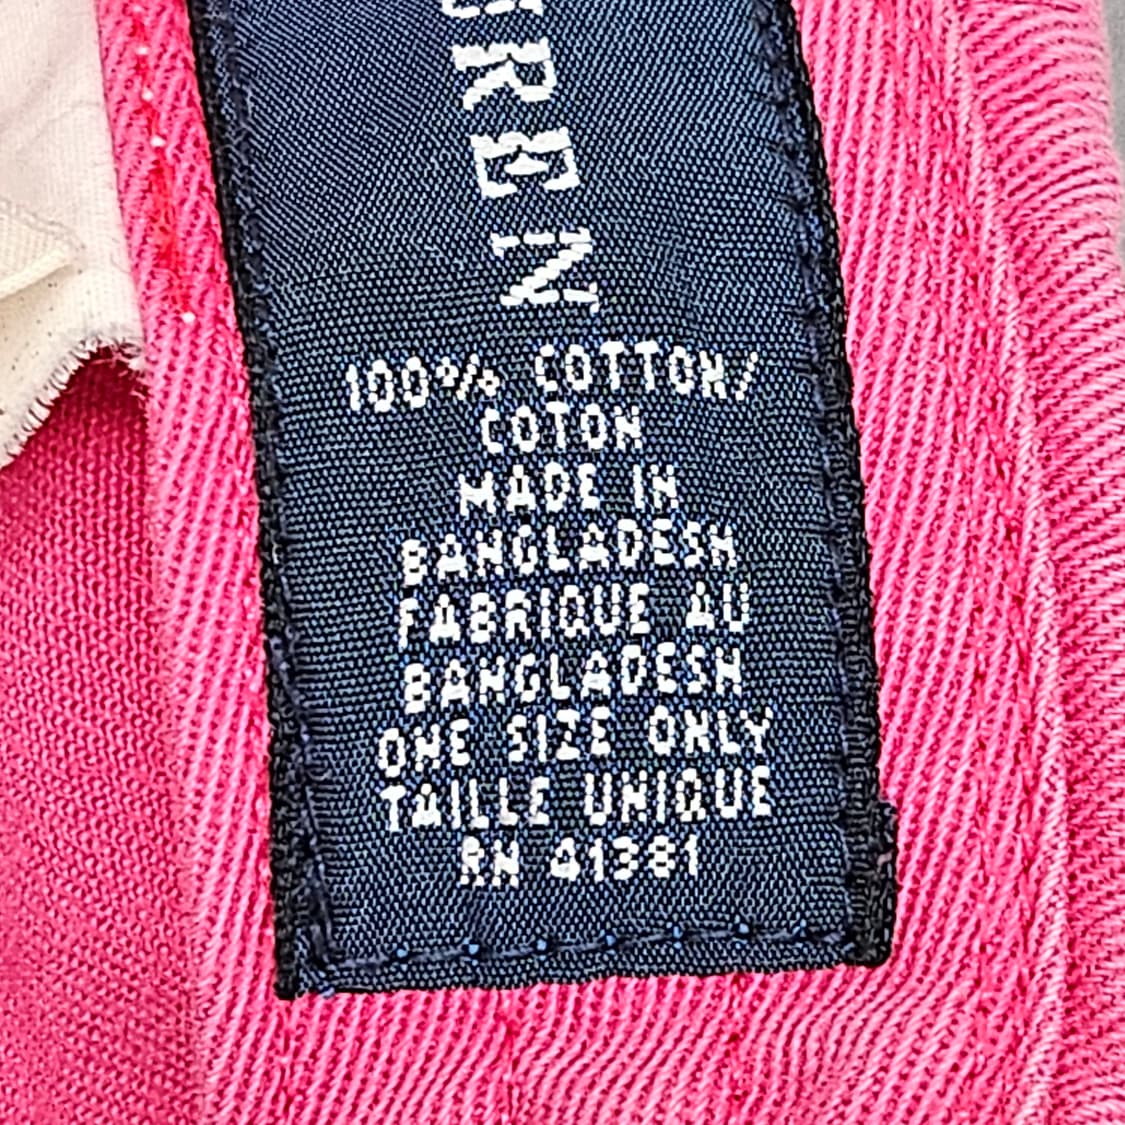 REN
100% COTTON/
COTON
MADE IN
BANGLADESH
FABRIQUE AU
BANGLADESH
ONE SIZE ONLY
TAILLE UNIQUE
RN 41381